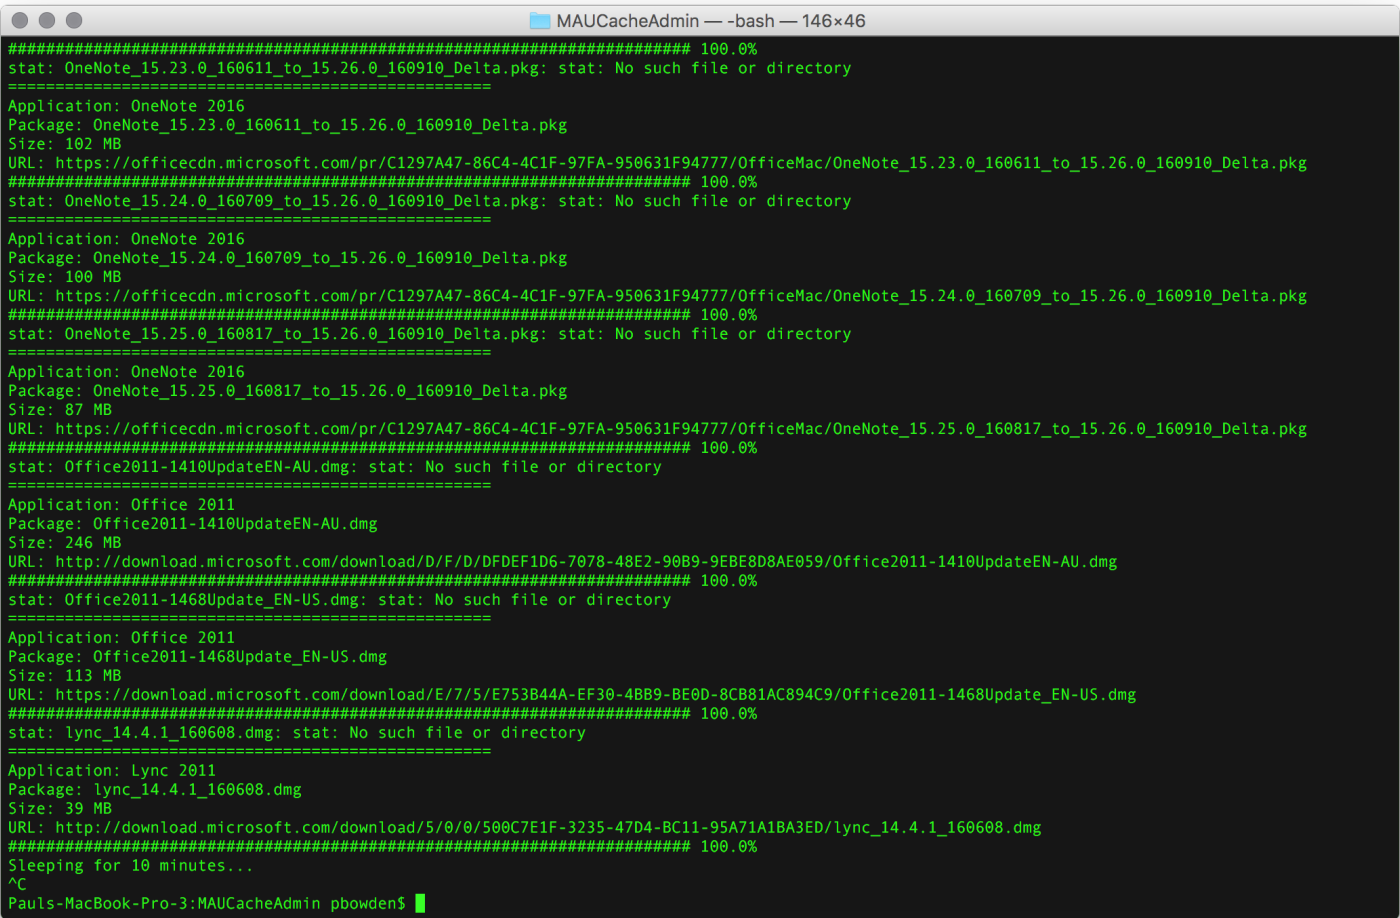 MAUCacheAdmin — -bash — 146×46
######################################################################## 100.0%
stat: OneNote_15.23.0_160611_to_15.26.0_160910_Delta.pkg: stat: No such file or directory
===================================================
Application: OneNote 2016
Package: OneNote_15.23.0_160611_to_15.26.0_160910_Delta.pkg
Size: 102 MB
URL: https://officecdn.microsoft.com/pr/C1297A47-86C4-4C1F-97FA-950631F94777/OfficeMac/OneNote_15.23.0_160611_to_15.26.0_160910_Delta.pkg
######################################################################## 100.0%
stat: OneNote_15.24.0_160709_to_15.26.0_160910_Delta.pkg: stat: No such file or directory
===================================================
Application: OneNote 2016
Package: OneNote_15.24.0_160709_to_15.26.0_160910_Delta.pkg
Size: 100 MB
URL: https://officecdn.microsoft.com/pr/C1297A47-86C4-4C1F-97FA-950631F94777/OfficeMac/OneNote_15.24.0_160709_to_15.26.0_160910_Delta.pkg
######################################################################## 100.0%
stat: OneNote_15.25.0_160817_to_15.26.0_160910_Delta.pkg: stat: No such file or directory
===================================================
Application: OneNote 2016
Package: OneNote_15.25.0_160817_to_15.26.0_160910_Delta.pkg
Size: 87 MB
URL: https://officecdn.microsoft.com/pr/C1297A47-86C4-4C1F-97FA-950631F94777/OfficeMac/OneNote_15.25.0_160817_to_15.26.0_160910_Delta.pkg
######################################################################## 100.0%
stat: Office2011-1410UpdateEN-AU.dmg: stat: No such file or directory
===================================================
Application: Office 2011
Package: Office2011-1410UpdateEN-AU.dmg
Size: 246 MB
URL: http://download.microsoft.com/download/D/F/D/DFDEF1D6-7078-48E2-90B9-9EBE8D8AE059/Office2011-1410UpdateEN-AU.dmg
######################################################################## 100.0%
stat: Office2011-1468Update_EN-US.dmg: stat: No such file or directory
===================================================
Application: Office 2011
Package: Office2011-1468Update_EN-US.dmg
Size: 113 MB
URL: https://download.microsoft.com/download/E/7/5/E753B44A-EF30-4BB9-BE0D-8CB81AC894C9/Office2011-1468Update_EN-US.dmg
######################################################################## 100.0%
stat: lync_14.4.1_160608.dmg: stat: No such file or directory
===================================================
Application: Lync 2011
Package: lync_14.4.1_160608.dmg
Size: 39 MB
URL: http://download.microsoft.com/download/5/0/0/500C7E1F-3235-47D4-BC11-95A71A1BA3ED/lync_14.4.1_160608.dmg
######################################################################## 100.0%
Sleeping for 10 minutes...
^C
Pauls-MacBook-Pro-3:MAUCacheAdmin pbowden$